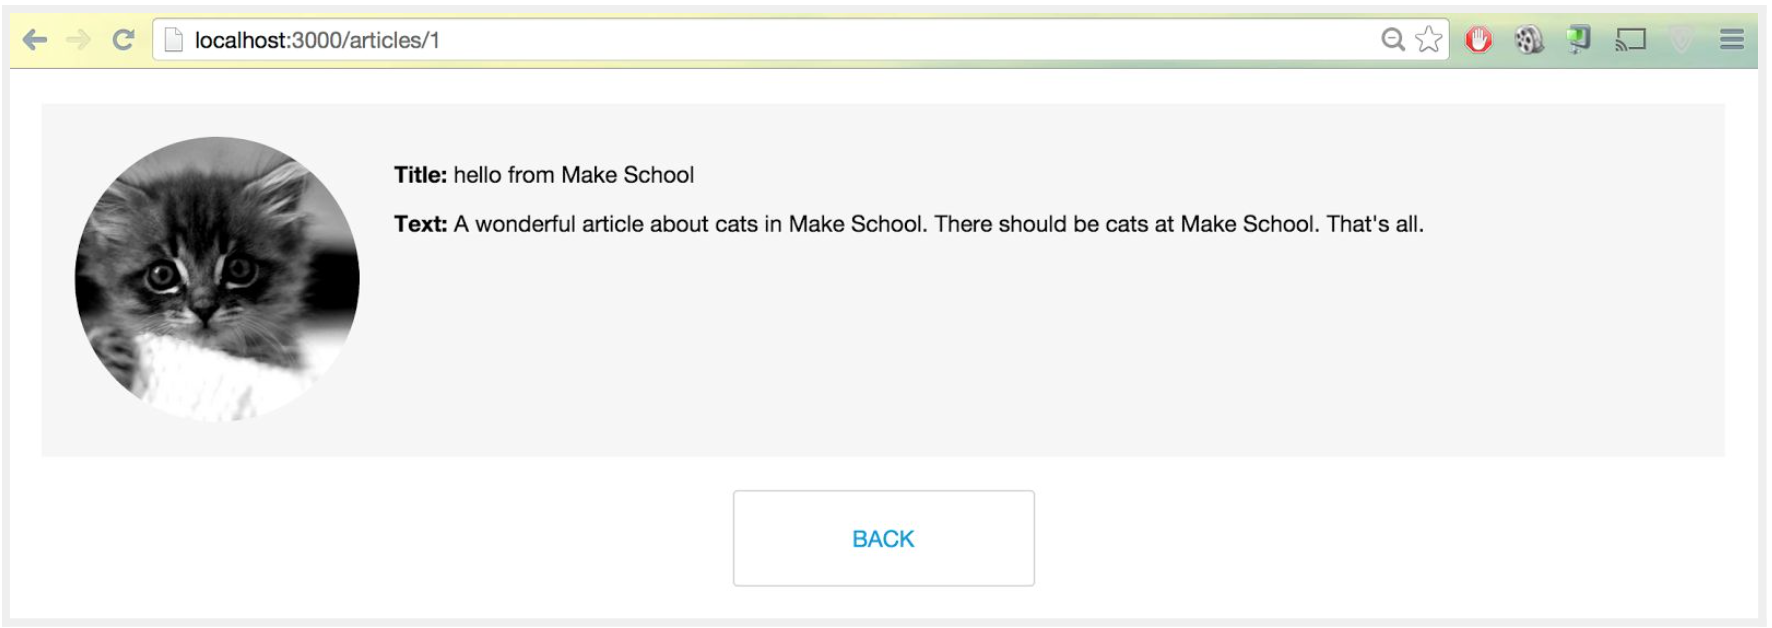 localhost:3000/articles/1
Title: hello from Make School
Text: A wonderful article about cats in Make School. There should be cats at Make School. That's all.
BACK